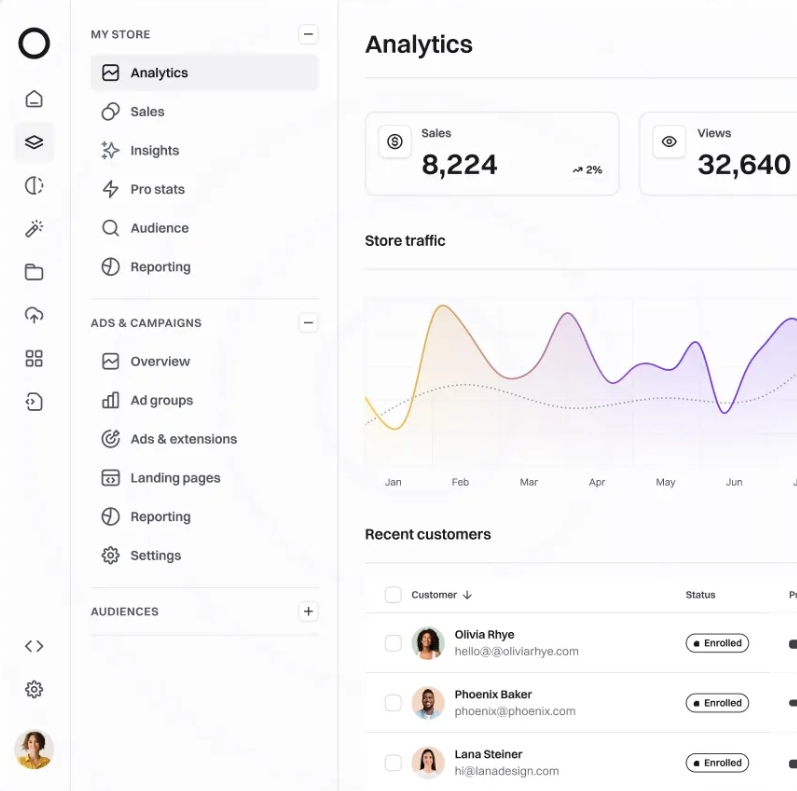 MY STORE
Analytics
Sales
Insights
Pro stats
Audience
Reporting
ADS & CAMPAIGNS
Overview
Ad groups
Ads & extensions
Landing pages
Reporting
Settings
AUDIENCES
Analytics
Sales
8,224
2%
Views
32,640
Store traffic
Jan Feb Mar Apr May Jun
Recent customers
Customer Status
Olivia Rhye
hello@@oliviarhye.com
Enrolled
Phoenix Baker
phoenix@phoenix.com
Enrolled
Lana Steiner
hi@lanadesign.com
Enrolled